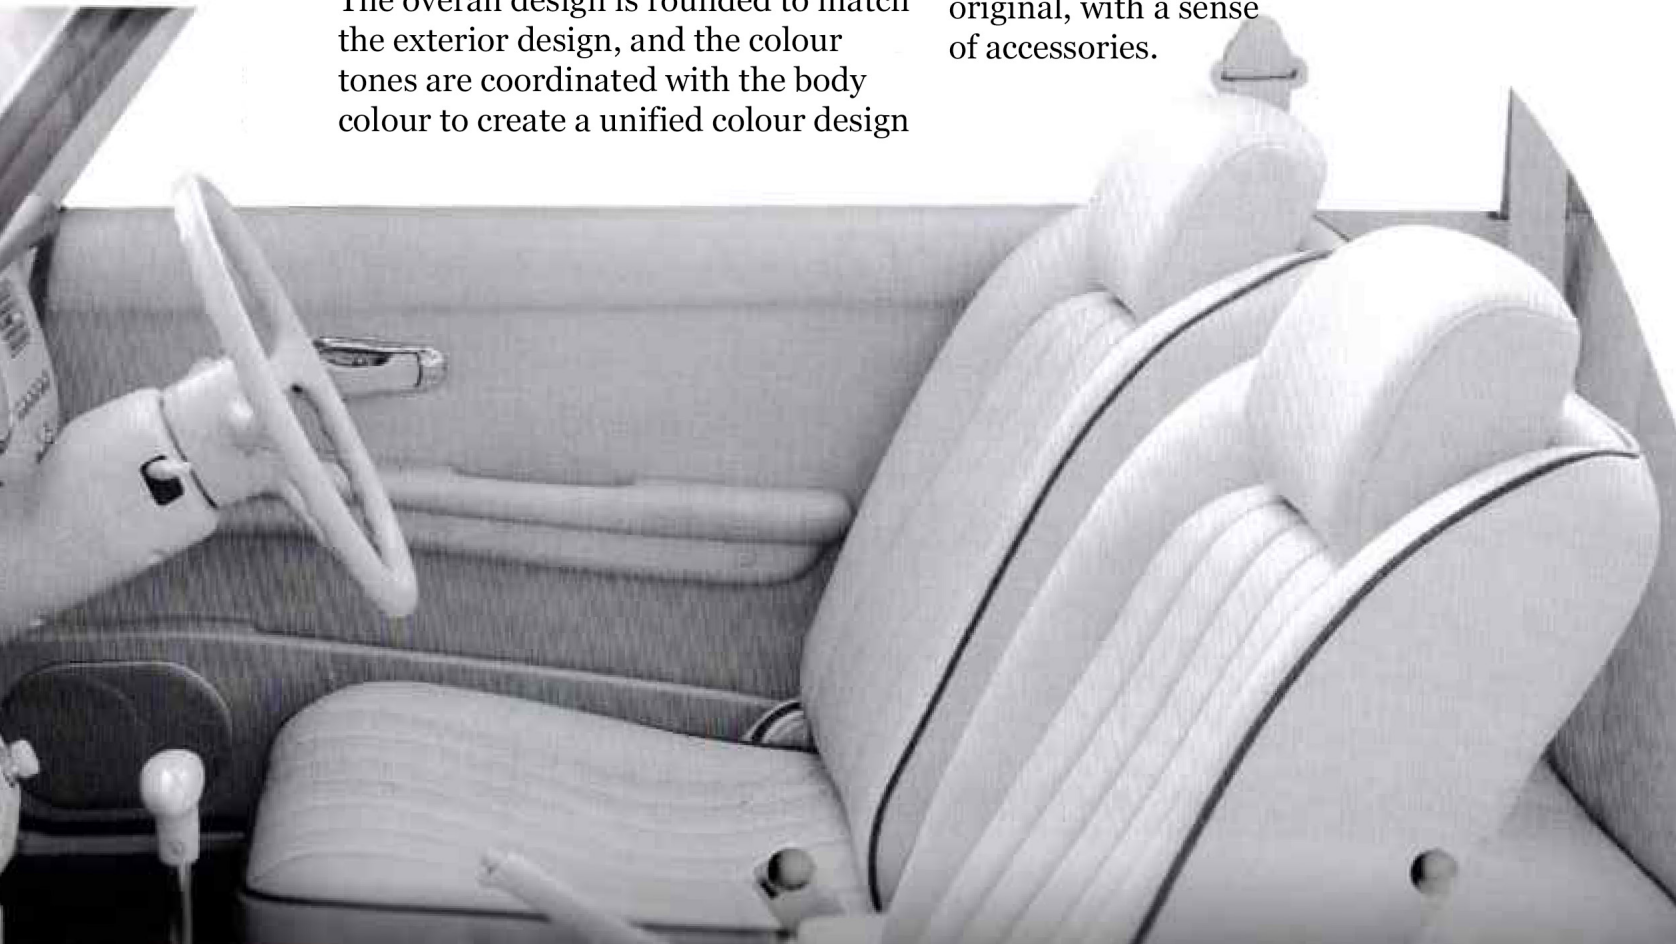 The overall design is rounded to match
the exterior design, and the colour
tones are coordinated with the body
colour to create a unified colour design
original, with a sense
of accessories.